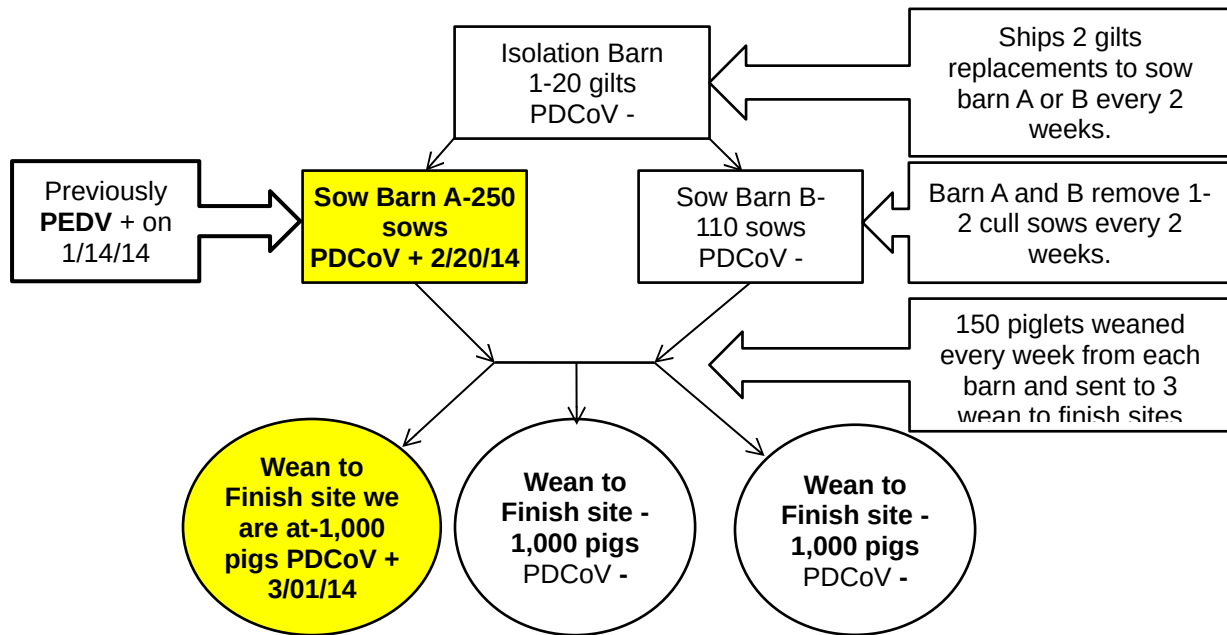 Isolation Barn
1-20 gilts
PDCoV -
Ships 2 gilts
replacements to sow
barn A or B every 2
weeks.
Previously
PEDV + on
1/14/14
Sow Barn A-250
sows
PDCoV + 2/20/14
Sow Barn B-
110 sows
PDCoV -
Barn A and B remove 1-
2 cull sows every 2
weeks.
150 piglets weaned
every week from each
barn and sent to 3
wean to finish sites
Wean to
Finish site we
are at-1,000
pigs PDCoV +
3/01/14
Wean to
Finish site -
1,000 pigs
PDCoV -
Wean to
Finish site -
1,000 pigs
PDCoV -